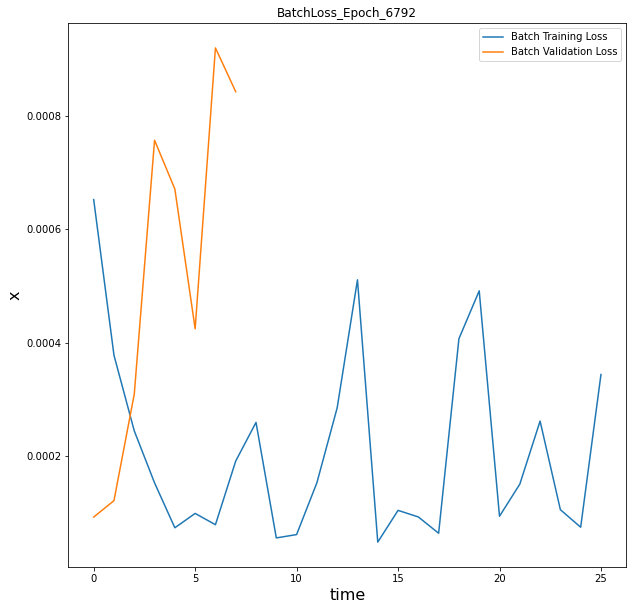 BatchLoss_Epoch_6792
Batch Training Loss
Batch Validation Loss
0.0008
0.0006
x
0.0004
0.0002
0 5 10 15 20 25
time